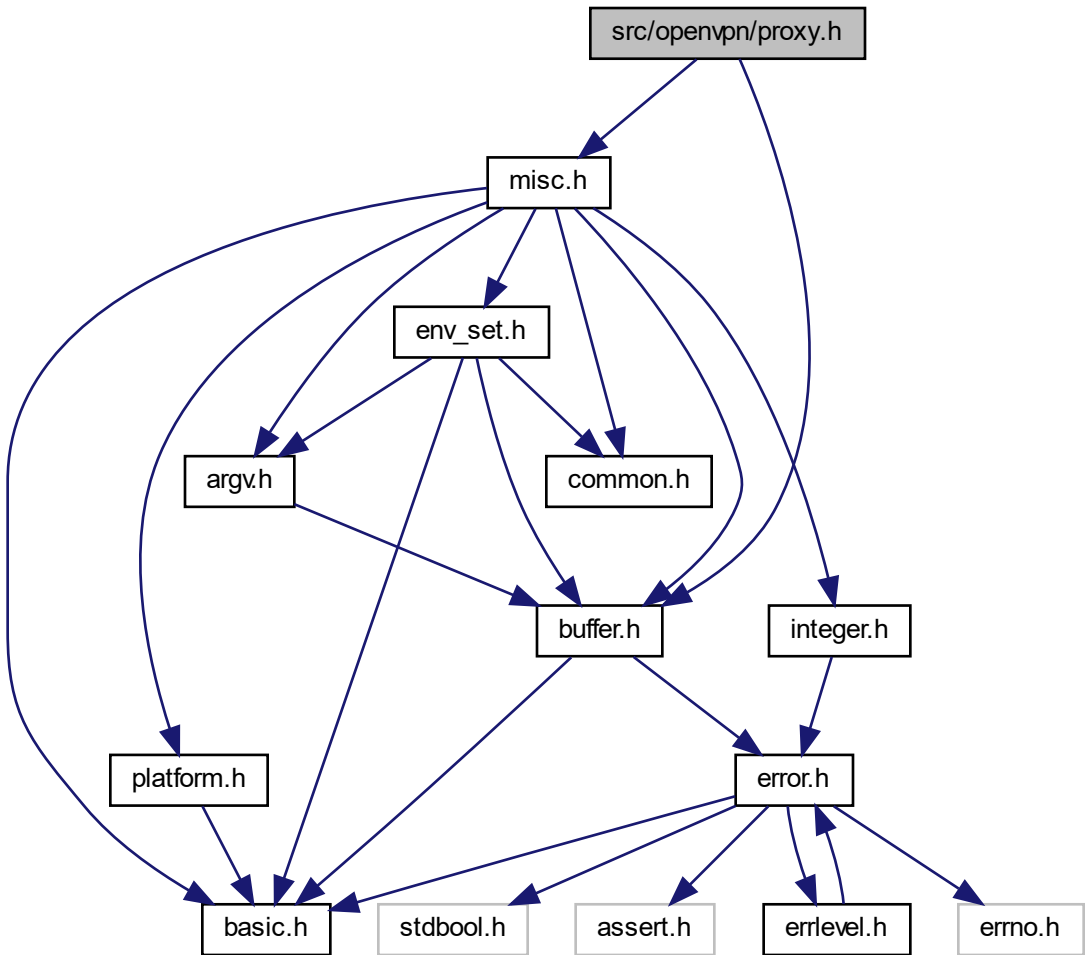 src/openvpn/proxy.h
misc.h
env_set.h
argv.h
common.h
buffer.h
integer.h
platform.h
error.h
basic.h
stdbool.h
assert.h
errlevel.h
errno.h